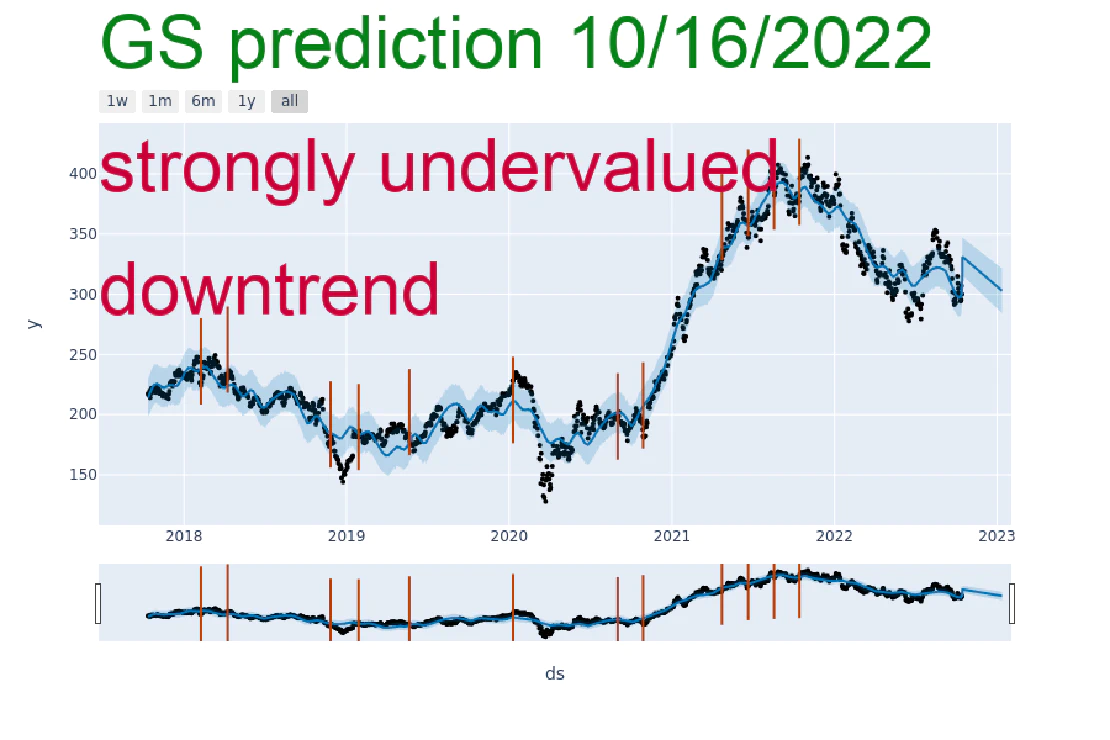 GS prediction 10/16/2022
1w 1m 6m 1y all
strongly undervalued
downtrend
400
350
300
250
200
150
y
2018 2019 2020 2021 2022 2023
ds